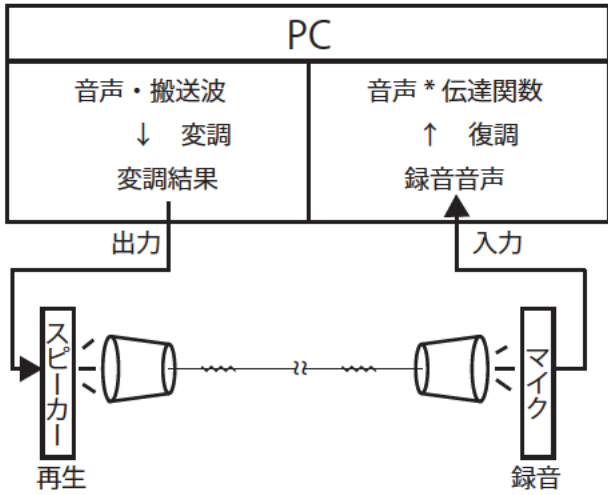 PC
音声・搬送波
↓ 変調
変調結果
音声 * 伝達関数
↑ 復調
録音音声
出力
入力
スピーカー
マイク
再生
録音